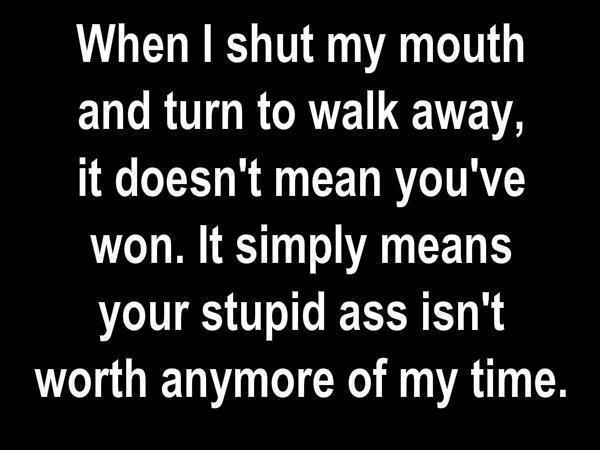 When I shut my mouth
and turn to walk away,
it doesn't mean you've
won. It simply means
your stupid ass isn't
worth anymore of my time.